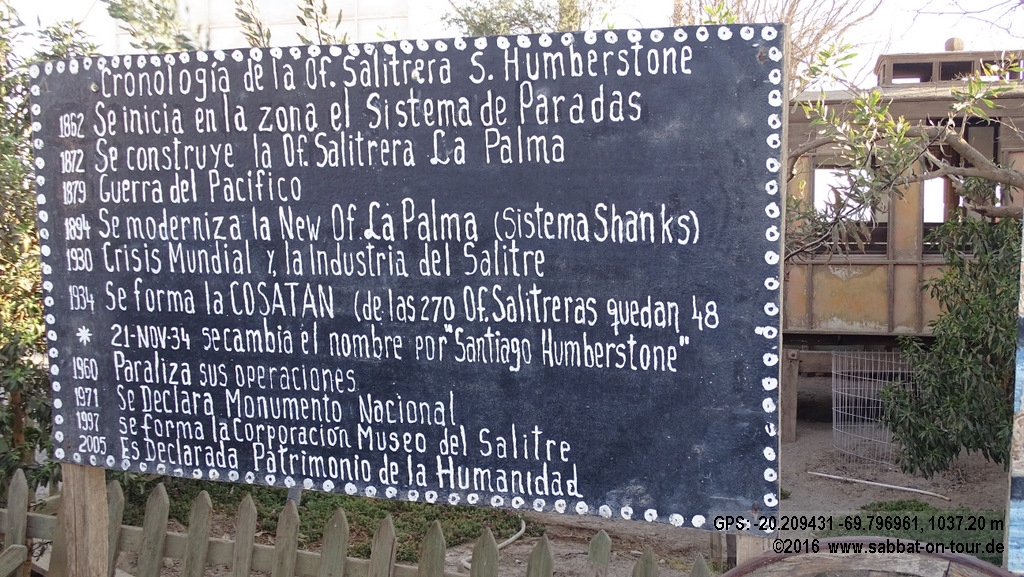 Cronología de la Of. Salitrera S. Humberstone
1862 Se inicia en la zona el Sistema de Paradas
1872 Se construye la Of. Salitrera La Palma
1879 Guerra del Pacifico
1894 Se moderniza la New Of. La Palma (Sistema Shanks)
1930 Crisis Mundial y la Industria del Salitre
1934 Se forma la COSATAN (de las 270 Of. Salitreras quedan 48
* 21-NOV-34 se cambia el nombre por "Santiago Humberstone"
1960 Paraliza sus operaciones
1971 Se Declara Monumento Nacional
1997 se forma la Corporación Museo del Salitre
2005 Es Declarada Patrimonio de la Humanidad
GPS: -20.209431 -69.796961, 1037.20 m
©2016 www.sabbat-on-tour.de